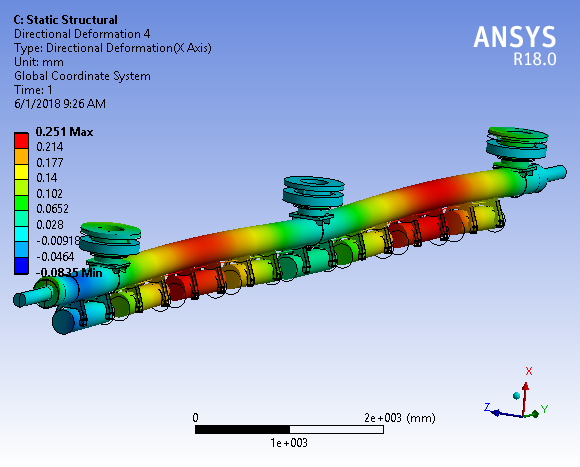 C: Static Structural
Directional Deformation 4
Type: Directional Deformation(X Axis)
Unit: mm
Global Coordinate System
Time: 1
6/1/2018 9:26 AM
ANSYS
R18.0
0.251 Max
0.214
0.177
0.14
0.102
0.0652
0.028
-0.00918
-0.0464
-0.0835 Min
0
2e+003 (mm)
1e+003
X
Y
Z